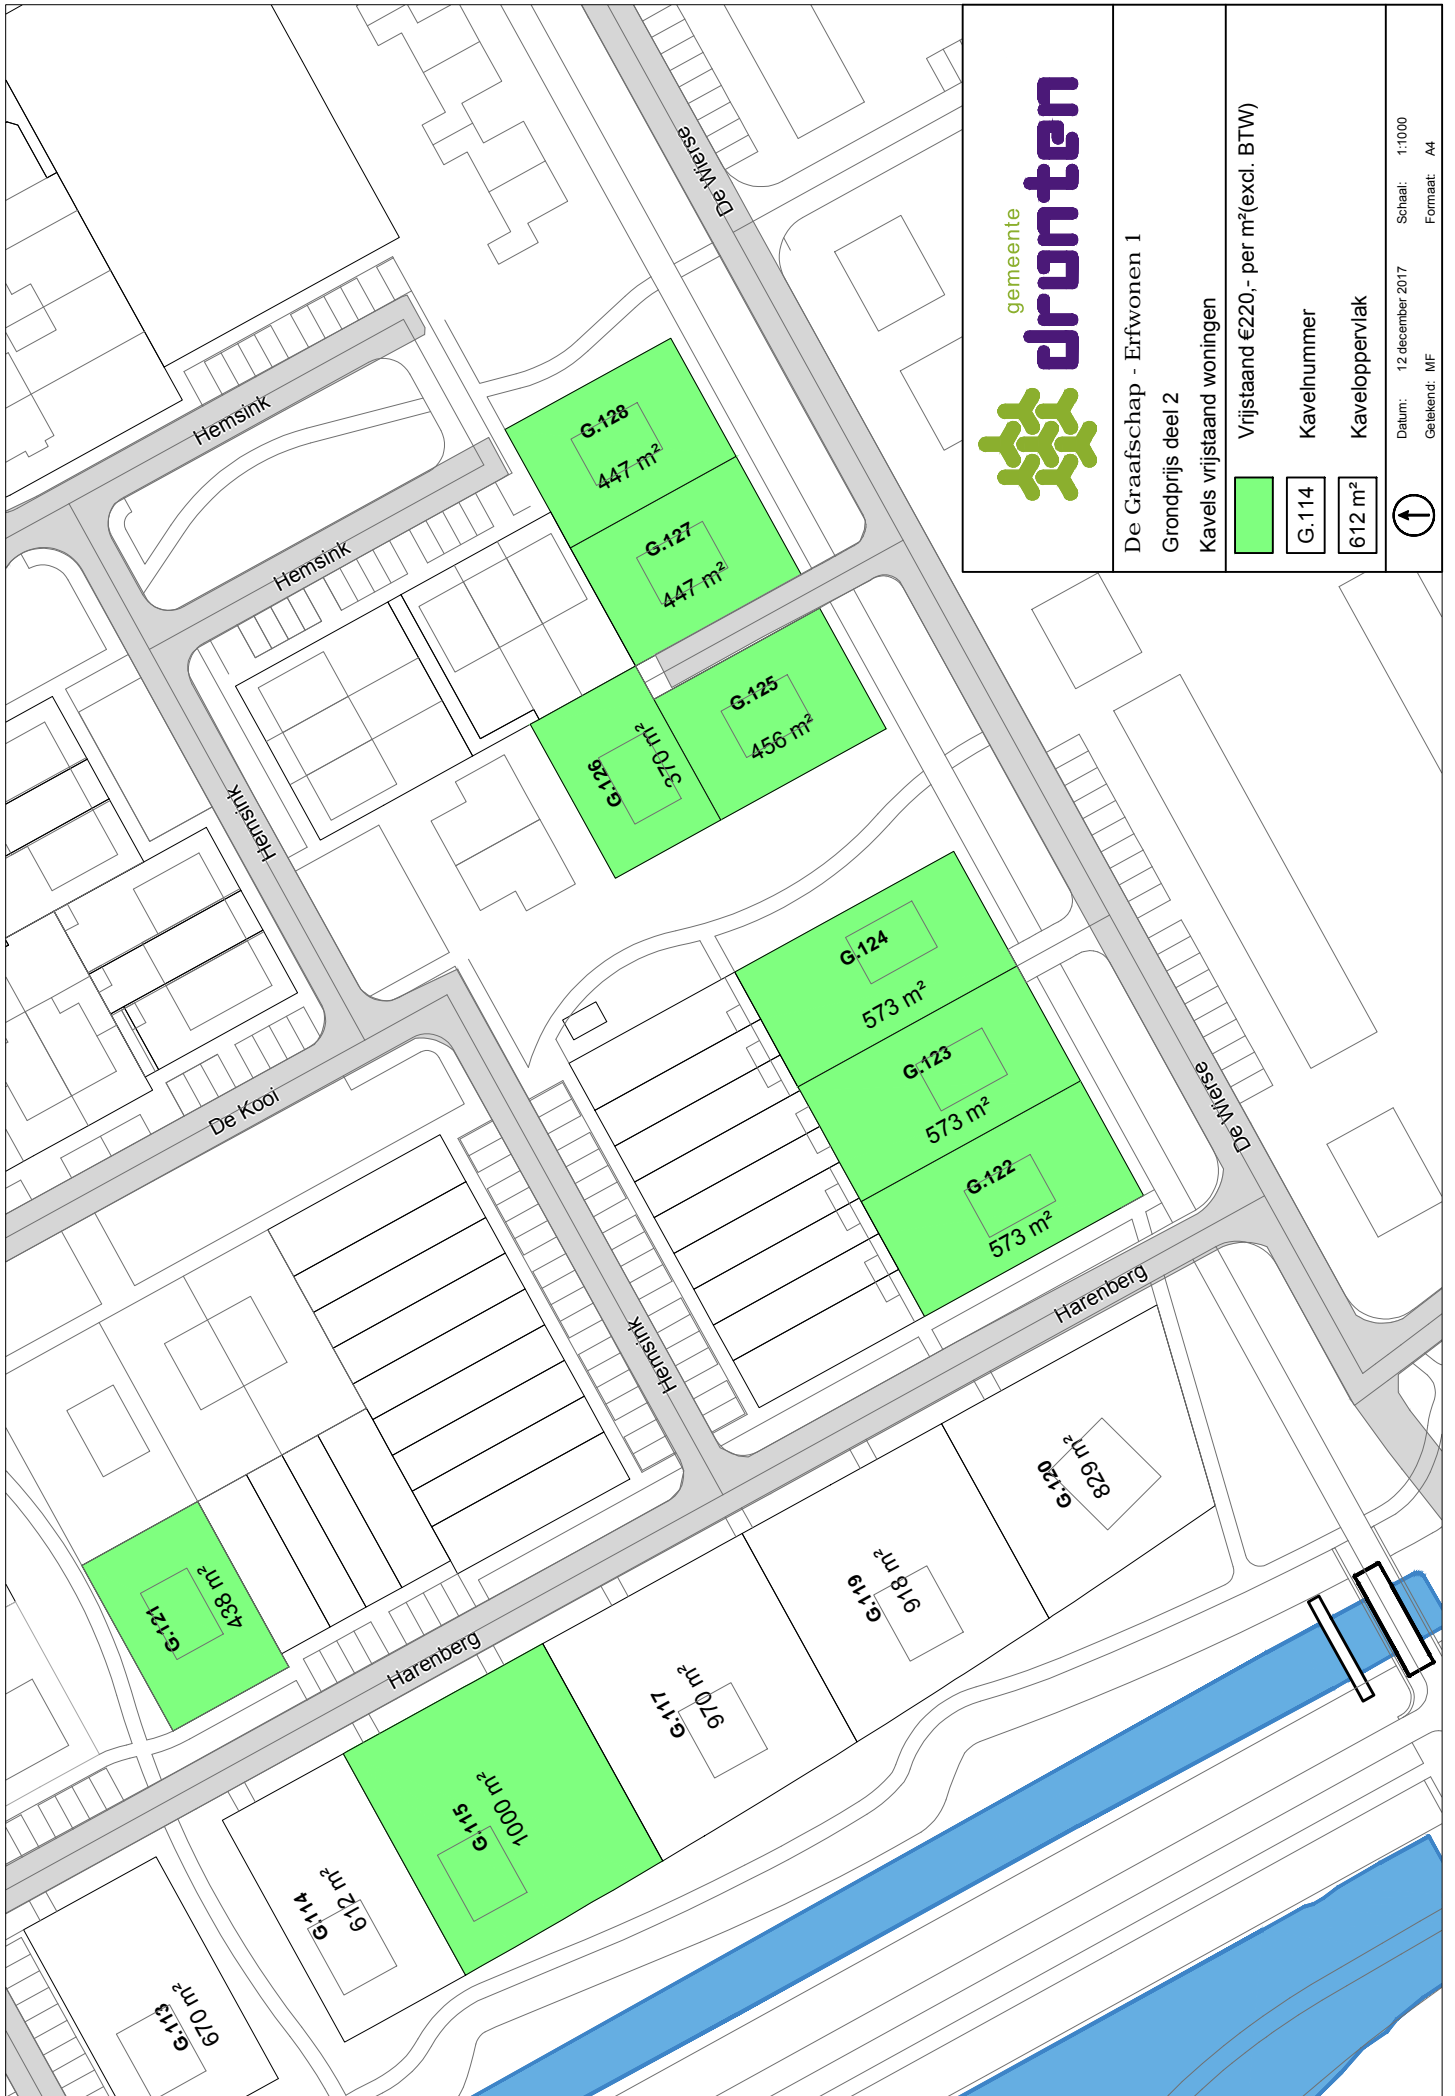 gemeente
dronten
De Graafschap - Erfwonen 1
Grondprijs deel 2
Kavels vrijstaand woningen
Vrijstaand €220,- per m²(excl. BTW)
G.114
Kavelnummer
612 m²
Kaveloppervlak
Datum: 12 december 2017 Schaal: 1:1000
Getekend: MF Formaat: A4
De Wierse
Hemsink
Hemsink
G.128
447 m²
G.127
447 m²
G.125
456 m²
G.126
370 m²
Hemsink
De Kooi
G.124
573 m²
G.123
573 m²
G.122
573 m²
De Wierse
Harenberg
Hemsink
G.120
829 m²
G.119
918 m²
G.117
970 m²
G.121
438 m²
Harenberg
G.115
1000 m²
G.114
612 m²
G.113
670 m²